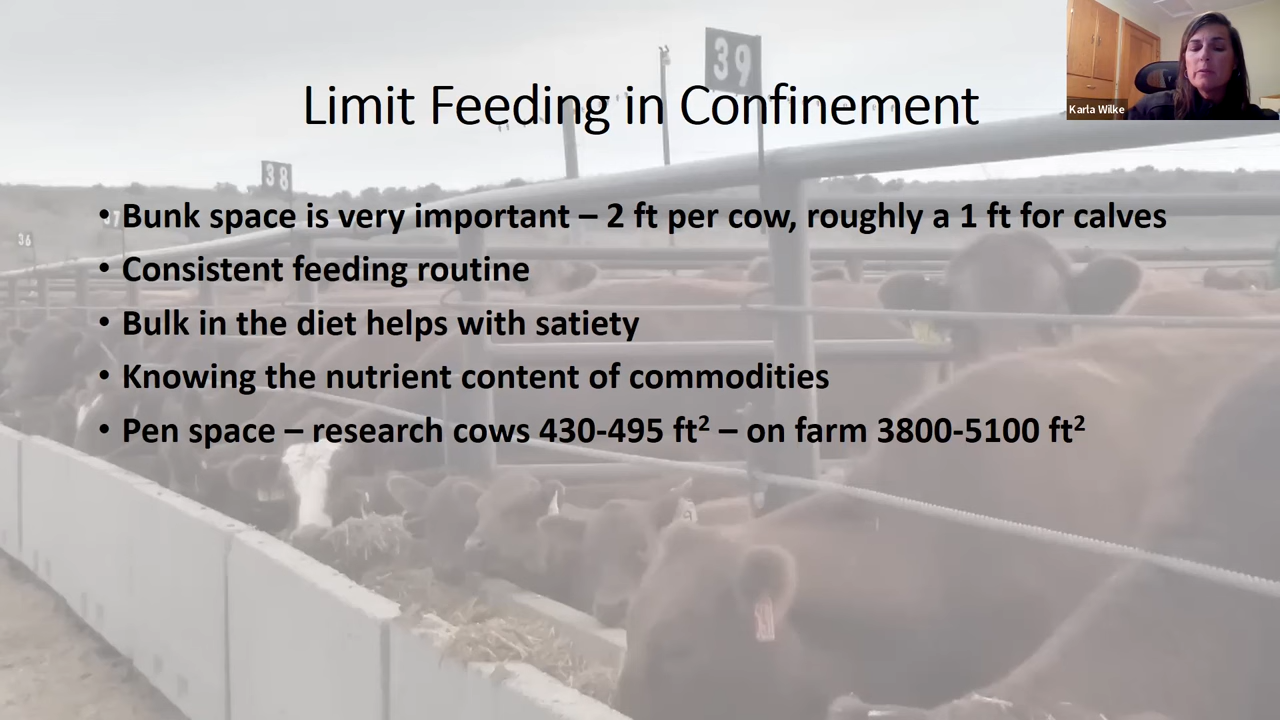 39
Limit Feeding in Confinement
Karla Wilke
38
• Bunk space is very important – 2 ft per cow, roughly a 1 ft for calves
36
• Consistent feeding routine
• Bulk in the diet helps with satiety
• Knowing the nutrient content of commodities
• Pen space – research cows 430-495 ft² – on farm 3800-5100 ft²